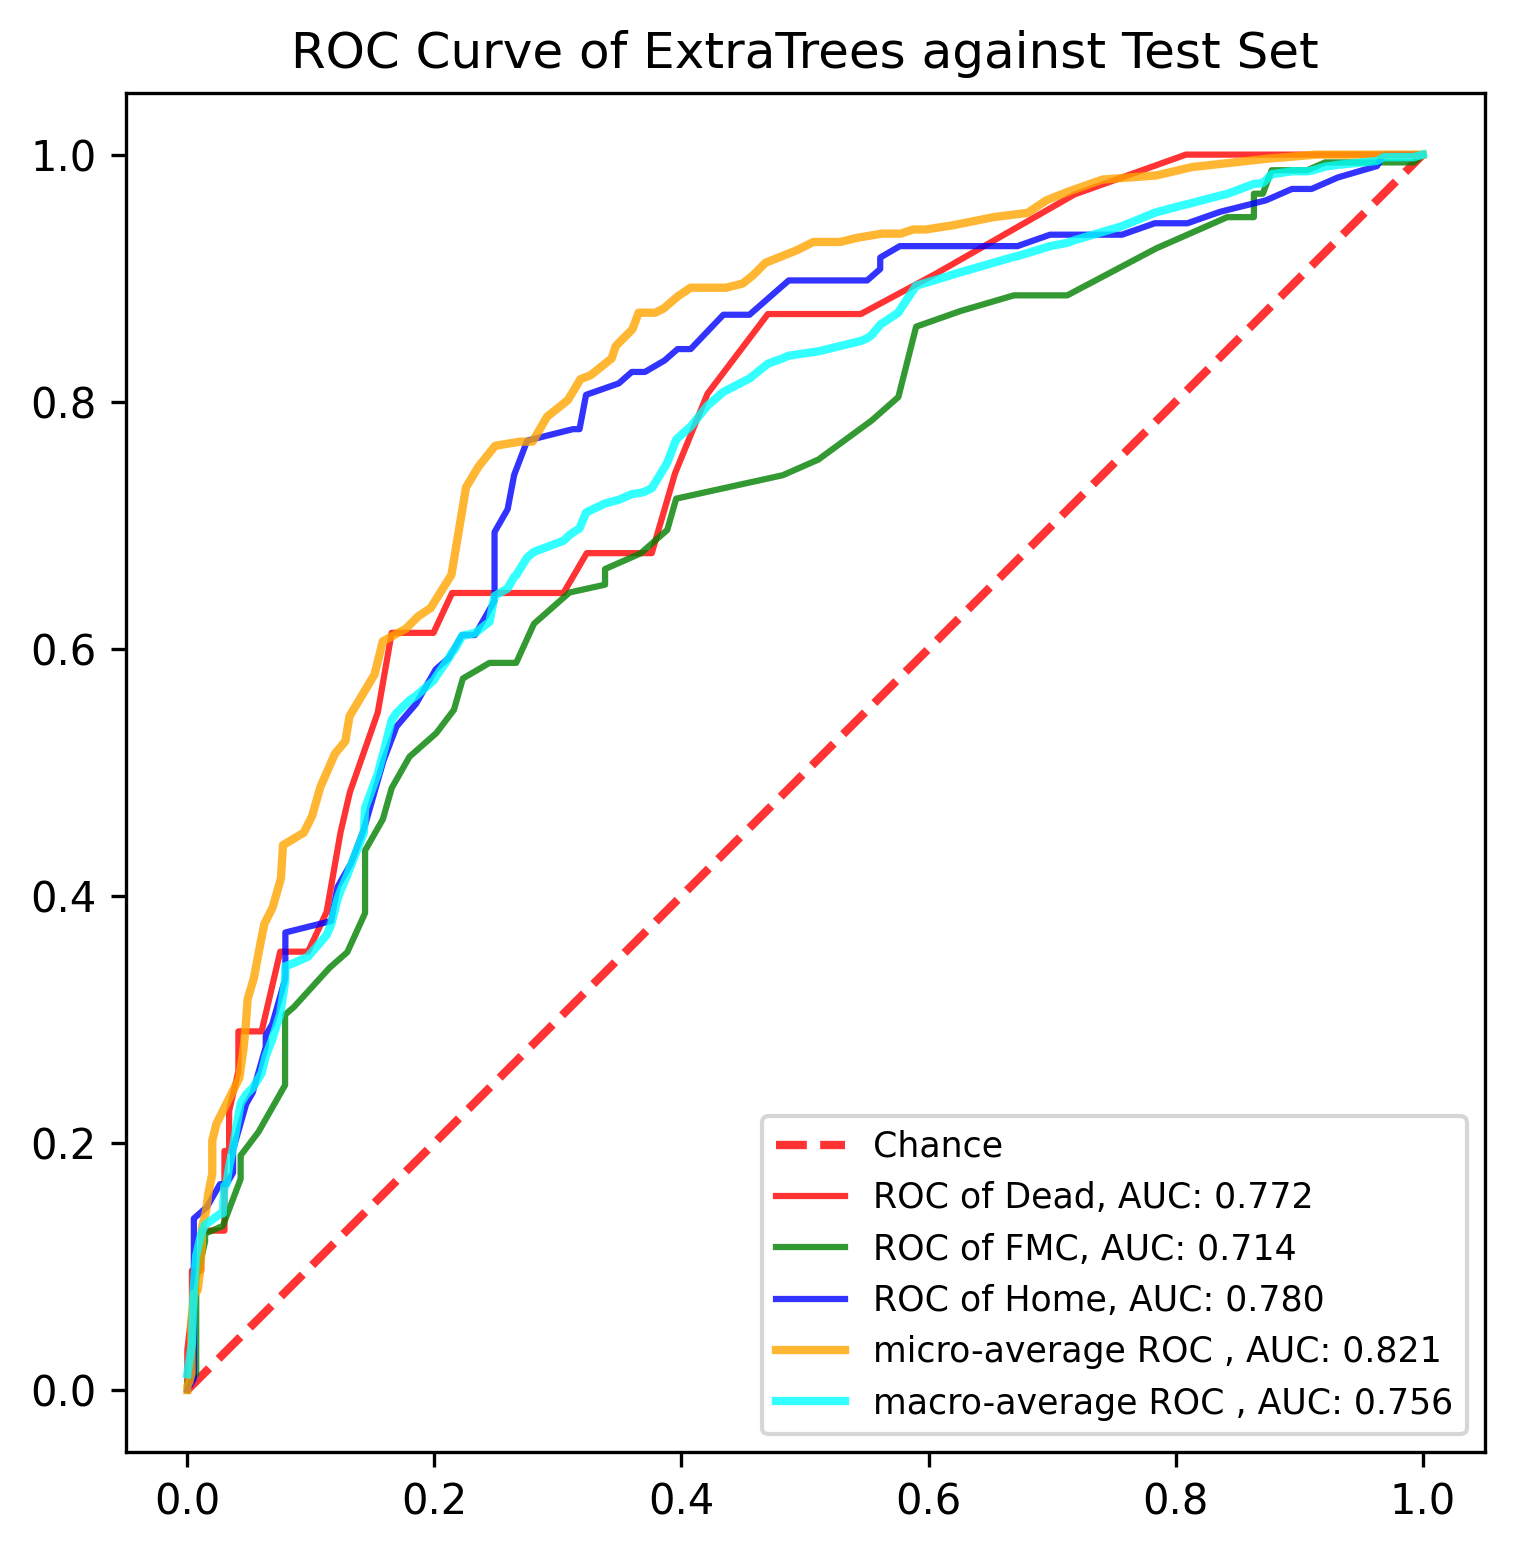 ROC Curve of ExtraTrees against Test Set
1.0
0.8
0.6
0.4
0.2
0.0
Chance
ROC of Dead, AUC: 0.772
ROC of FMC, AUC: 0.714
ROC of Home, AUC: 0.780
micro-average ROC , AUC: 0.821
macro-average ROC , AUC: 0.756
0.0 0.2 0.4 0.6 0.8 1.0